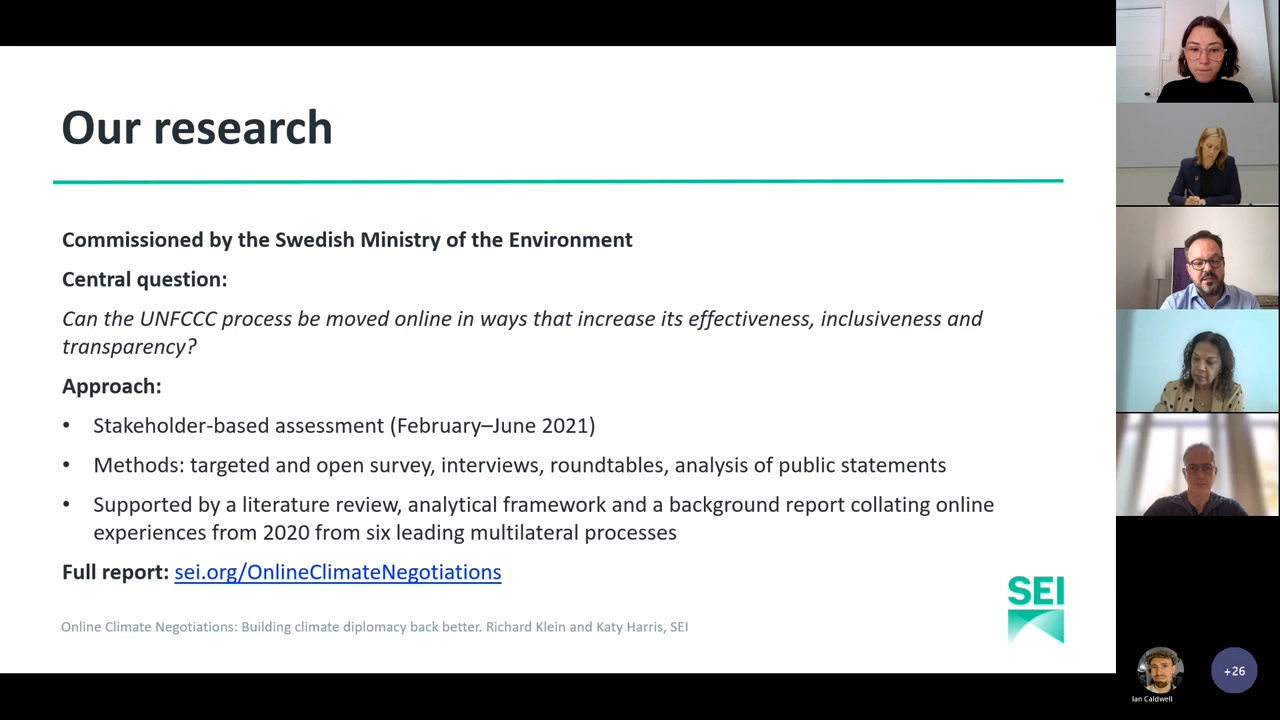 Our research
Commissioned by the Swedish Ministry of the Environment
Central question:
Can the UNFCCC process be moved online in ways that increase its effectiveness, inclusiveness and
transparency?
Approach:
• Stakeholder-based assessment (February–June 2021)
• Methods: targeted and open survey, interviews, roundtables, analysis of public statements
• Supported by a literature review, analytical framework and a background report collating online
experiences from 2020 from six leading multilateral processes
Full report: sei.org/OnlineClimateNegotiations
SEI
Online Climate Negotiations: Building climate diplomacy back better. Richard Klein and Katy Harris, SEI
+26
Ian Caldwell